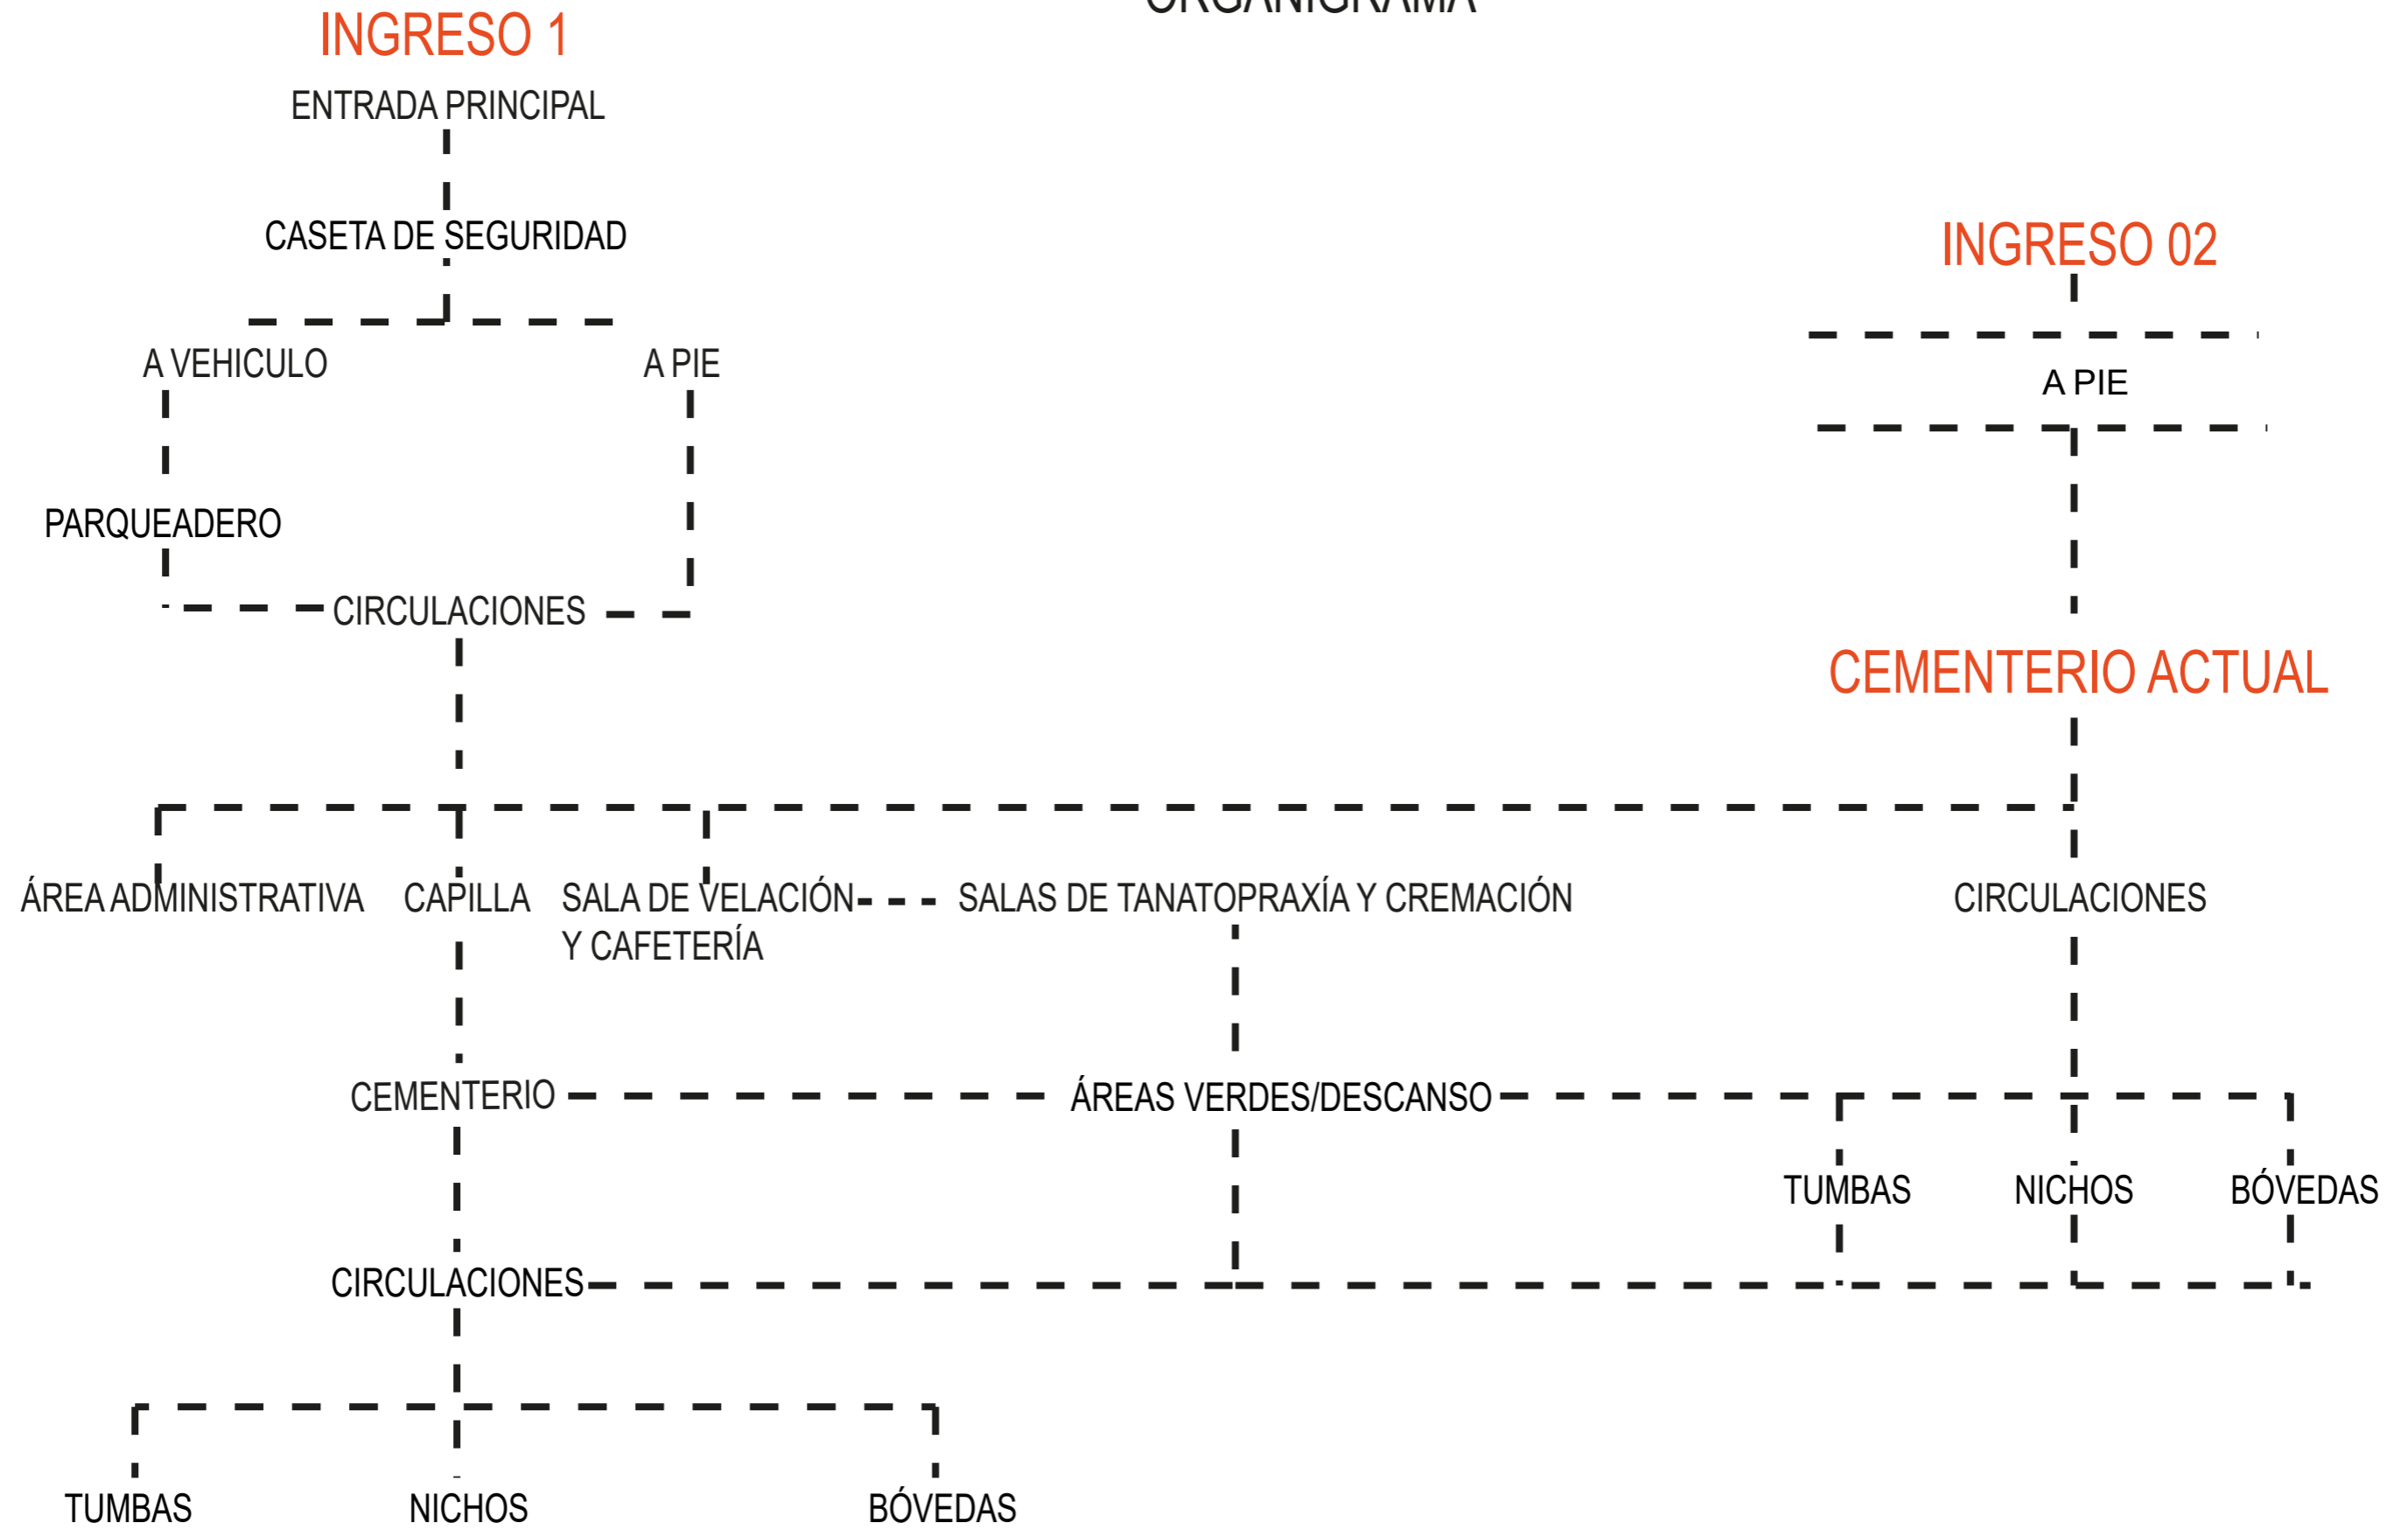 ORGANIGRAMA
INGRESO 1
ENTRADA PRINCIPAL
CASETA DE SEGURIDAD
INGRESO 02
A VEHICULO
A PIE
A PIE
PARQUEADERO
CIRCULACIONES
CEMENTERIO ACTUAL
ÁREA ADMINISTRATIVA
CAPILLA
SALA DE VELACIÓN
Y CAFETERÍA
SALAS DE TANATOPRAXÍA Y CREMACIÓN
CIRCULACIONES
CEMENTERIO
ÁREAS VERDES/DESCANSO
TUMBAS
NICHOS
BÓVEDAS
CIRCULACIONES
TUMBAS
NICHOS
BÓVEDAS